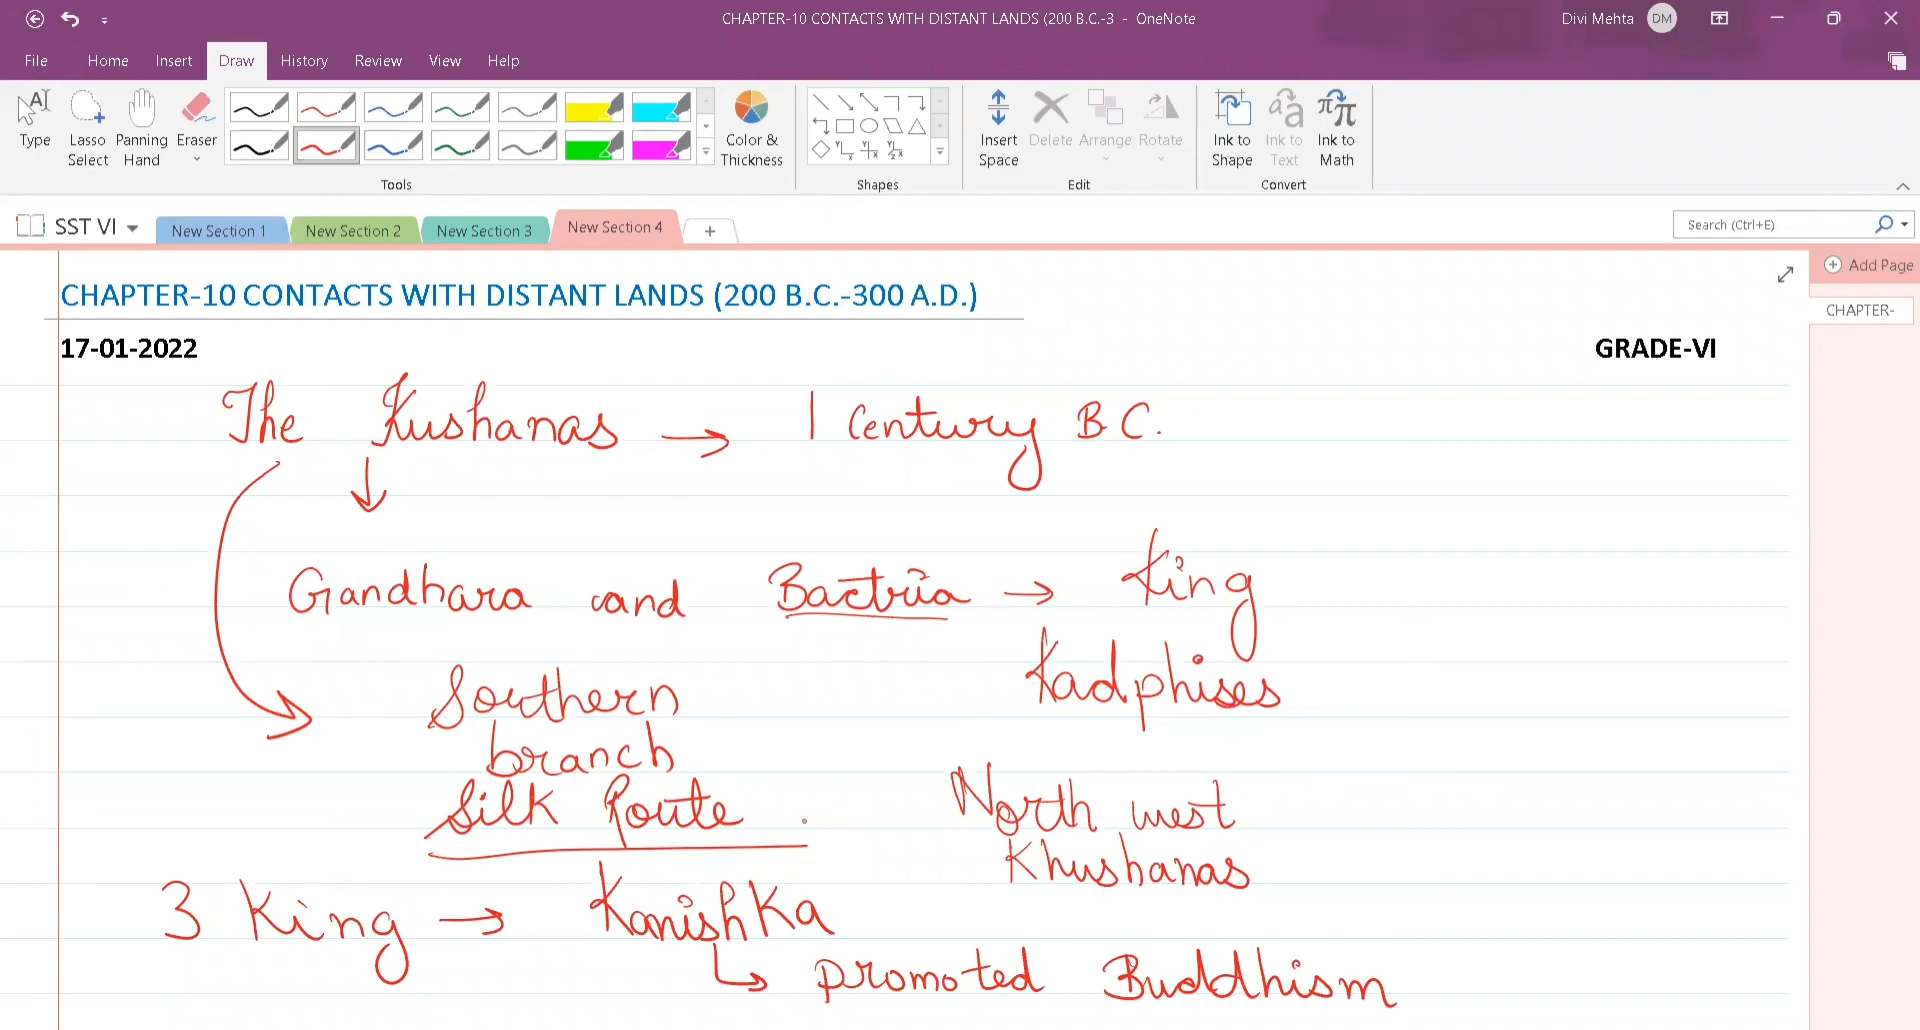 CHAPTER-10 CONTACTS WITH DISTANT LANDS (200 B.C.-3 - OneNote
Divi Mehta DM
File Home Insert Draw History Review View Help
Type
Lasso Select
Panning Hand
Eraser
Color & Thickness
Insert Space
Delete
Arrange
Rotate
Ink to Shape
Ink to Text
Ink to Math
Tools Shapes Edit Convert
SST VI New Section 1 New Section 2 New Section 3 New Section 4 +
Search (Ctrl+E)
Add Page
CHAPTER-10 CONTACTS WITH DISTANT LANDS (200 B.C.-300 A.D.)
CHAPTER-
17-01-2022 GRADE-VI
The Kushanas → 1 Century B.C.
Gandhara and Bactria → King
Kadphises
Southern
branch
Silk Route
North west
Khushanas
3 King → Kanishka
promoted Buddhism